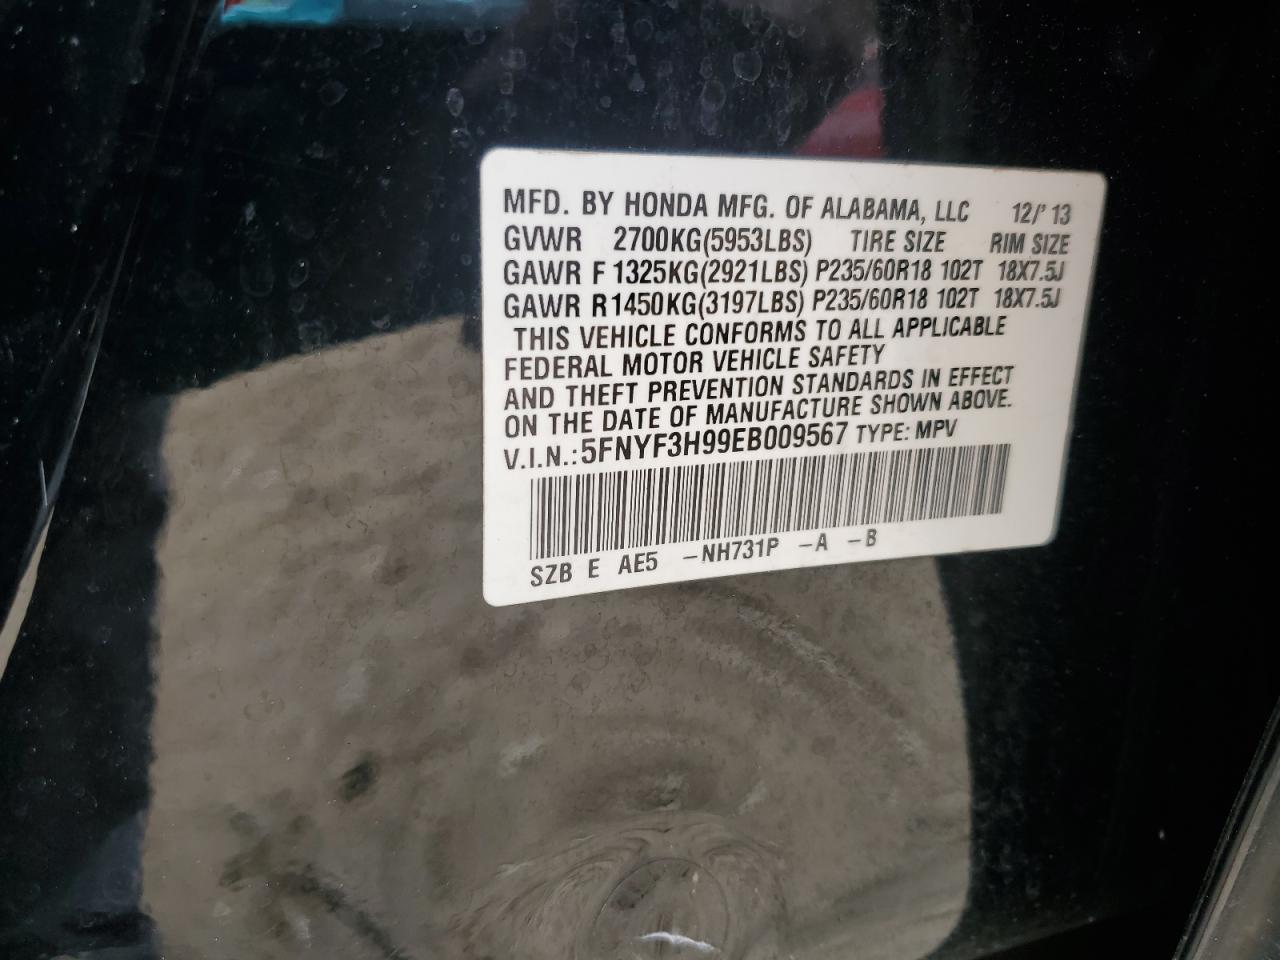 MFD. BY HONDA MFG. OF ALABAMA, LLC 12/' 13
GVWR 2700KG(5953LBS) TIRE SIZE RIM SIZE
GAWR F 1325KG(2921LBS) P235/60R18 102T 18X7.5J
GAWR R 1450KG(3197LBS) P235/60R18 102T 18X7.5J
THIS VEHICLE CONFORMS TO ALL APPLICABLE
FEDERAL MOTOR VEHICLE SAFETY
AND THEFT PREVENTION STANDARDS IN EFFECT
ON THE DATE OF MANUFACTURE SHOWN ABOVE.
V.I.N.: 5FNYF3H99EB009567 TYPE: MPV
SZB E AE5 -NH731P -A -B